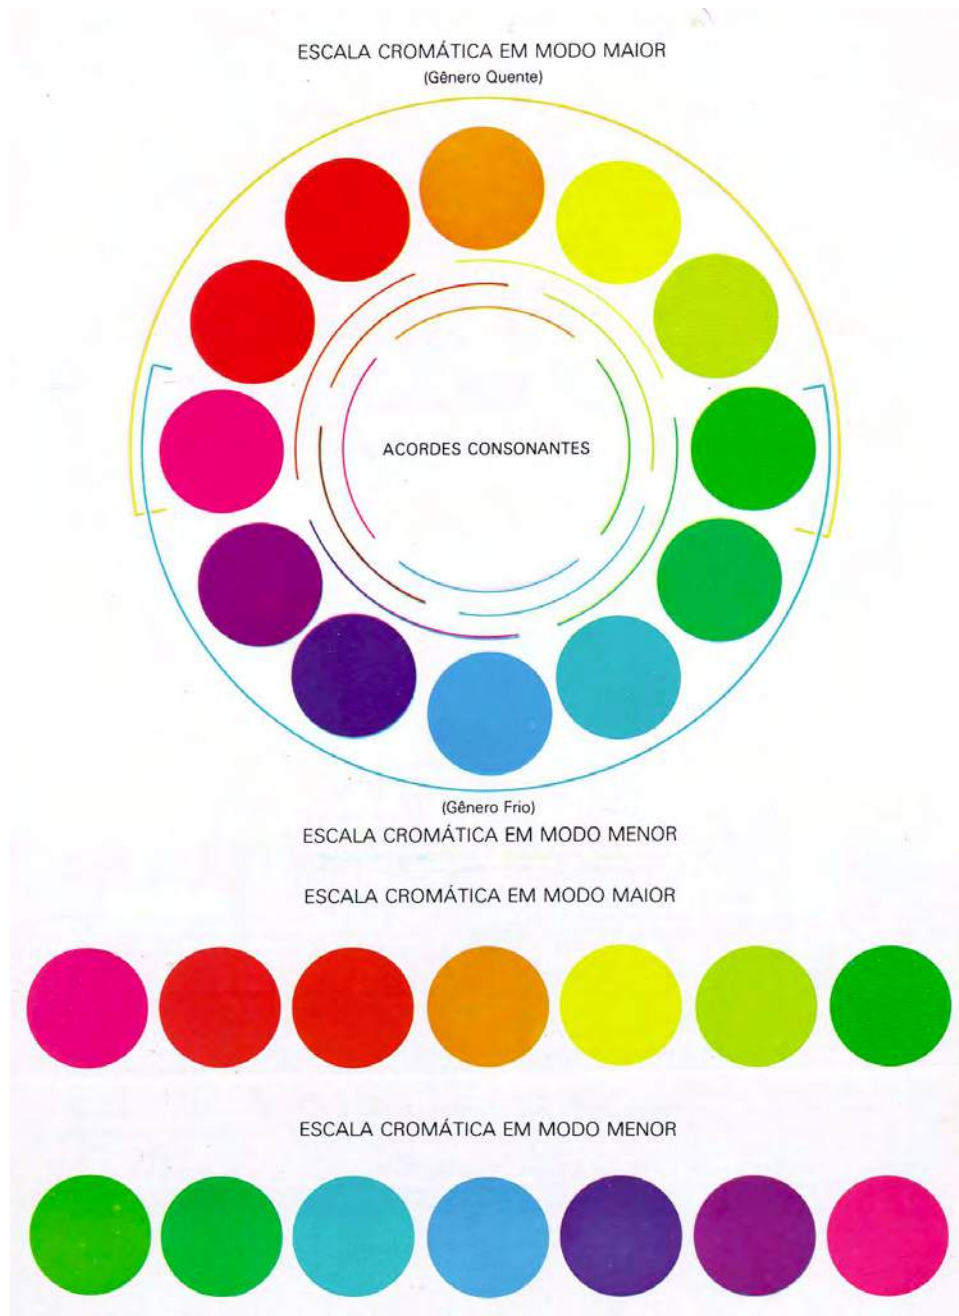 ESCALA CROMÁTICA EM MODO MAIOR
(Gênero Quente)
ACORDES CONSONANTES
(Gênero Frio)
ESCALA CROMÁTICA EM MODO MENOR
ESCALA CROMÁTICA EM MODO MAIOR
ESCALA CROMÁTICA EM MODO MENOR